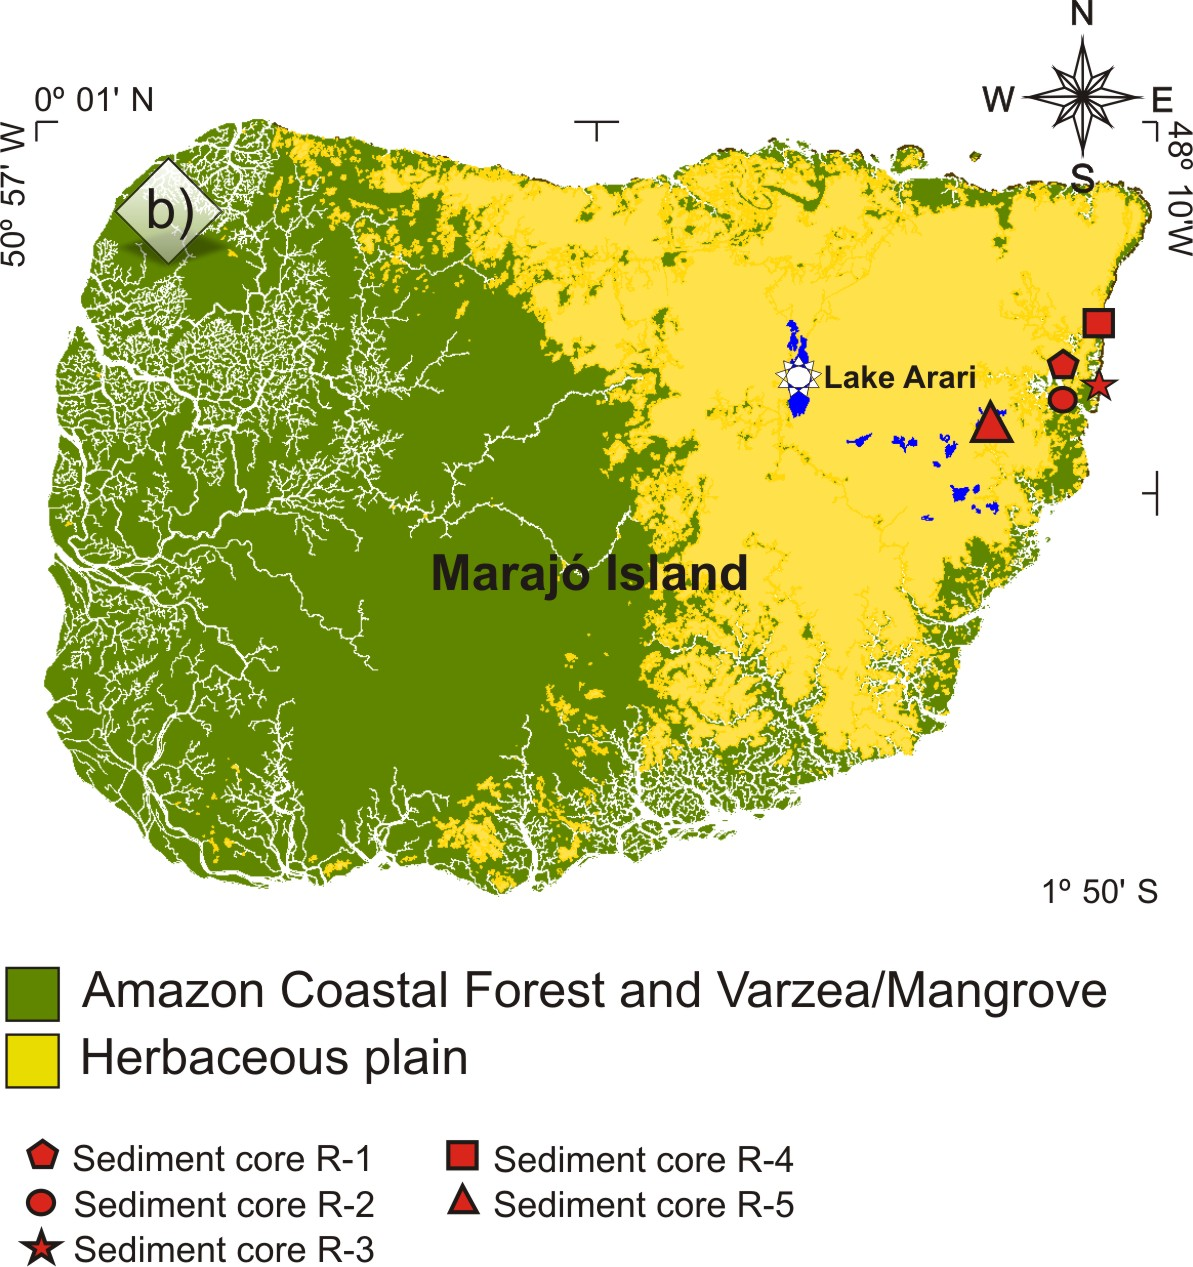 N
0º 01' N
W
E
50º 57' W
48º 10'W
S
b)
Lake Arari
Marajó Island
1º 50' S
Amazon Coastal Forest and Varzea/Mangrove
Herbaceous plain
Sediment core R-1
Sediment core R-4
Sediment core R-2
Sediment core R-5
Sediment core R-3